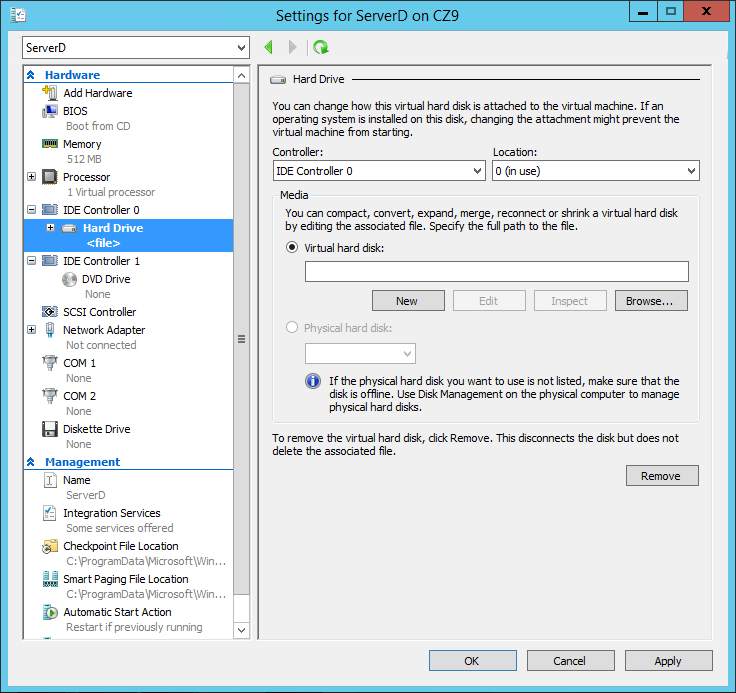 Settings for ServerD on CZ9
ServerD
Hardware
Add Hardware
BIOS
Boot from CD
Memory
512 MB
Processor
1 Virtual processor
IDE Controller 0
Hard Drive
<file>
IDE Controller 1
DVD Drive
None
SCSI Controller
Network Adapter
Not connected
COM 1
None
COM 2
None
Diskette Drive
None
Management
Name
ServerD
Integration Services
Some services offered
Checkpoint File Location
C:\ProgramData\Microsoft\Win...
Smart Paging File Location
C:\ProgramData\Microsoft\Win...
Automatic Start Action
Restart if previously running
Hard Drive
You can change how this virtual hard disk is attached to the virtual machine. If an
operating system is installed on this disk, changing the attachment might prevent the
virtual machine from starting.
Controller: Location:
IDE Controller 0 0 (in use)
Media
You can compact, convert, expand, merge, reconnect or shrink a virtual hard disk
by editing the associated file. Specify the full path to the file.
Virtual hard disk:
New Edit Inspect Browse...
Physical hard disk:
If the physical hard disk you want to use is not listed, make sure that the
disk is offline. Use Disk Management on the physical computer to manage
physical hard disks.
To remove the virtual hard disk, click Remove. This disconnects the disk but does not
delete the associated file.
Remove
OK Cancel Apply